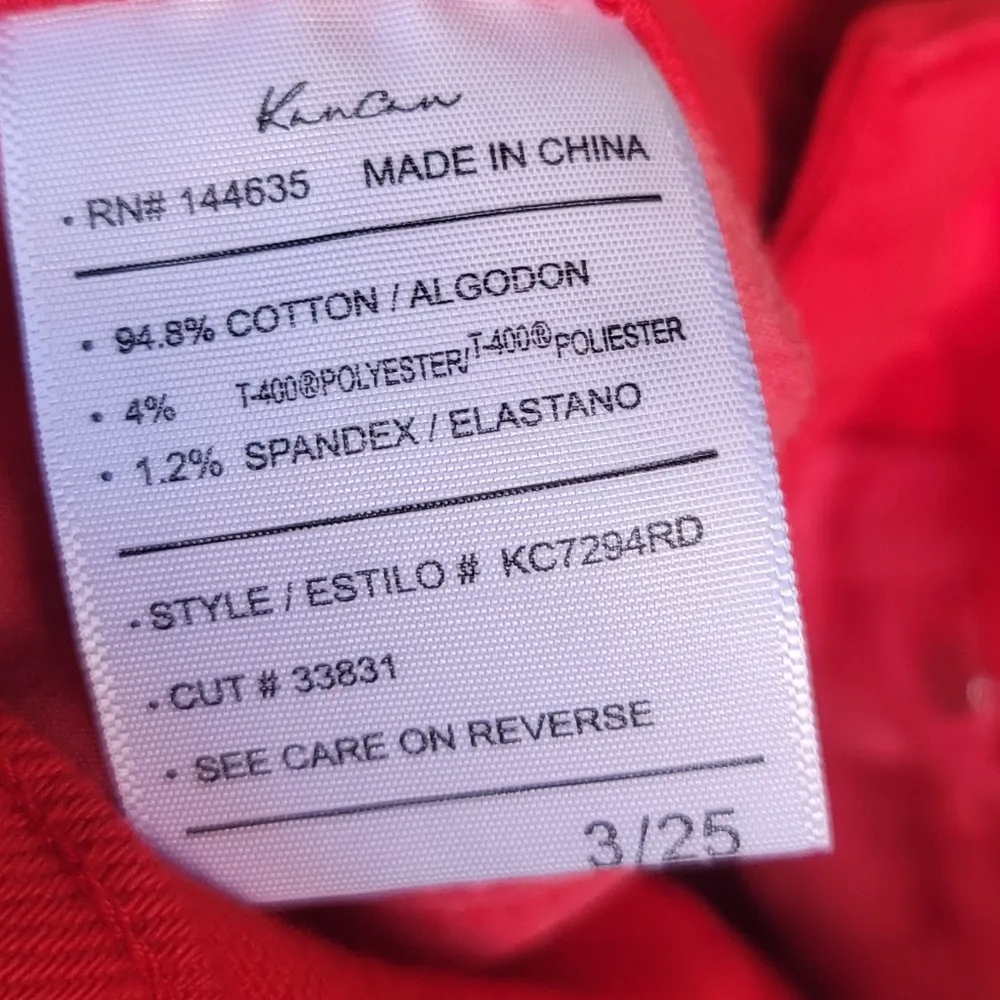 KanCan
• RN# 144635 MADE IN CHINA
• 94.8% COTTON / ALGODON
• 4% T-400®POLYESTER/T-400®POLIESTER
• 1.2% SPANDEX / ELASTANO
• STYLE / ESTILO # KC7294RD
• CUT # 33831
• SEE CARE ON REVERSE
3/25